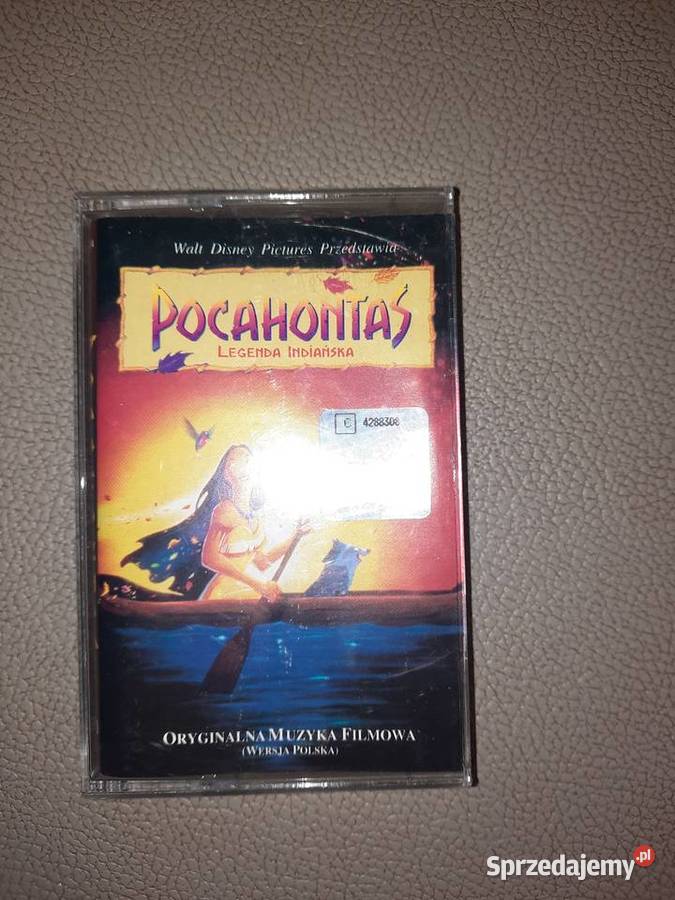 Walt Disney Pictures Przedstawia
POCAHONTAS
LEGENDA INDIAŃSKA
4288308
ORYGINALNA MUZYKA FILMOWA
(WERSJA POLSKA)
Sprzedajemy.pl